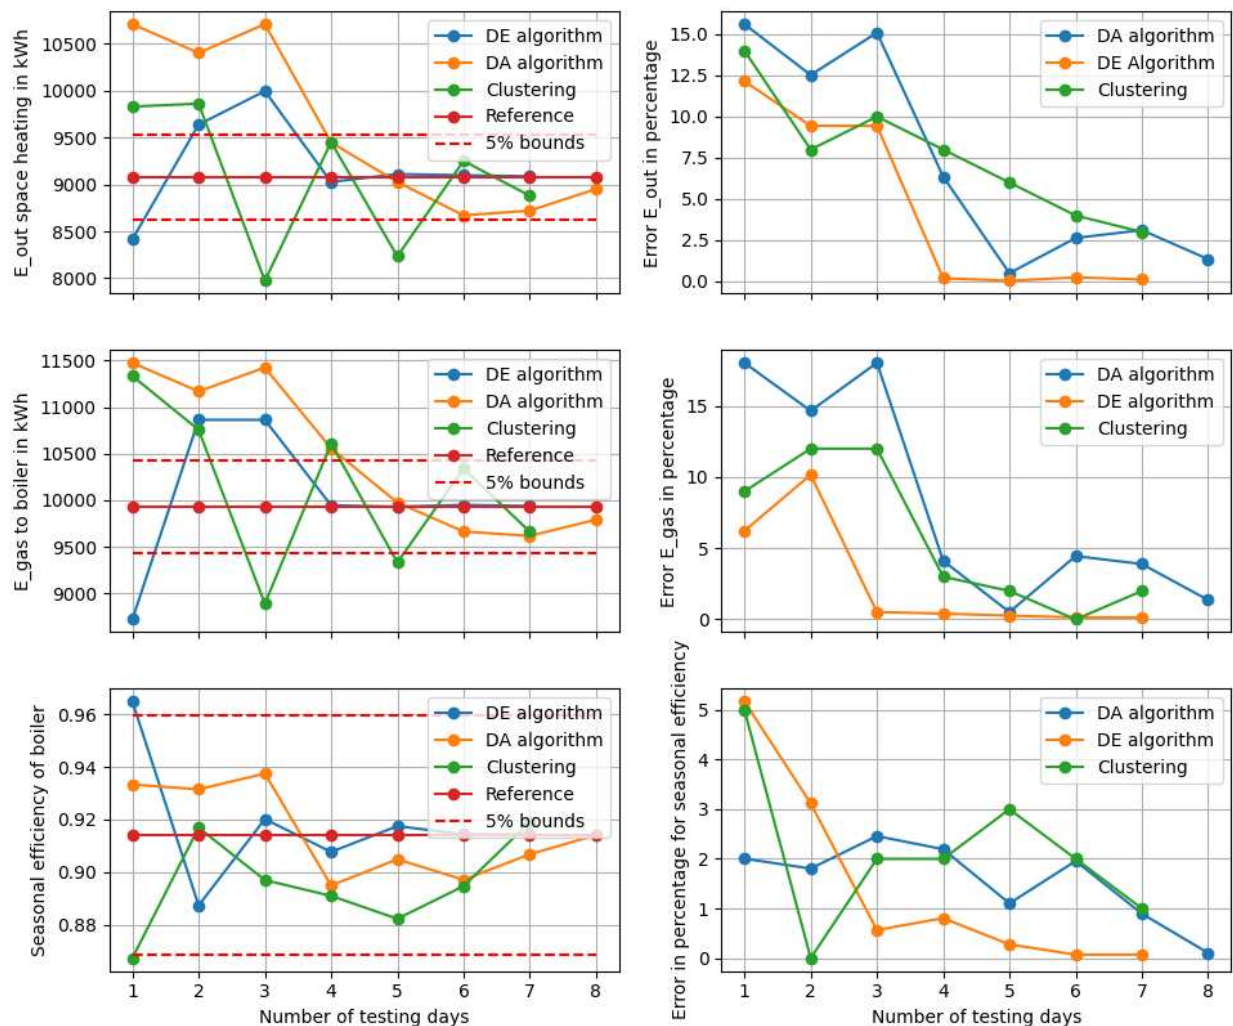 E_out space heating in kWh
10500
10000
9500
9000
8500
8000
DE algorithm
DA algorithm
Clustering
Reference
5% bounds
Error E_out in percentage
15.0
12.5
10.0
7.5
5.0
2.5
0.0
DA algorithm
DE Algorithm
Clustering
E_gas to boiler in kWh
11500
11000
10500
10000
9500
9000
DE algorithm
DA algorithm
Clustering
Reference
5% bounds
Error E_gas in percentage
15
10
5
0
DA algorithm
DE algorithm
Clustering
Seasonal efficiency of boiler
0.96
0.94
0.92
0.90
0.88
DE algorithm
DA algorithm
Clustering
Reference
5% bounds
1 2 3 4 5 6 7 8
Number of testing days
Error in percentage for seasonal efficiency
5
4
3
2
1
0
DA algorithm
DE algorithm
Clustering
1 2 3 4 5 6 7 8
Number of testing days